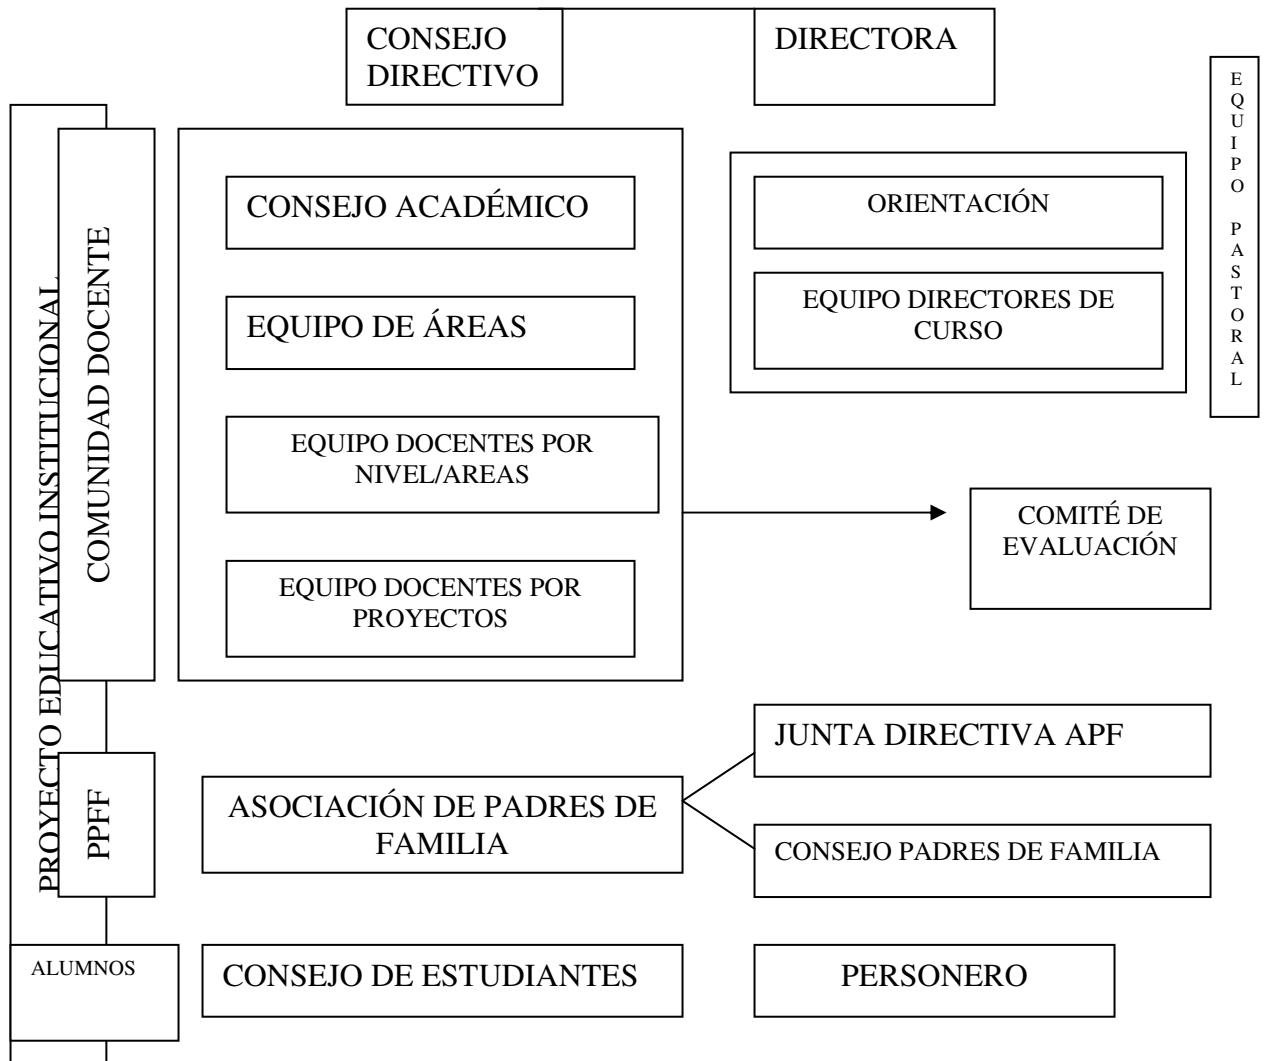 CONSEJO
DIRECTIVO
DIRECTORA
EQUIPO PASTORAL
PROYECTO EDUCATIVO INSTITUCIONAL
COMUNIDAD DOCENTE
CONSEJO ACADÉMICO
ORIENTACIÓN
EQUIPO DE ÁREAS
EQUIPO DIRECTORES DE
CURSO
EQUIPO DOCENTES POR
NIVEL/AREAS
COMITÉ DE
EVALUACIÓN
EQUIPO DOCENTES POR
PROYECTOS
PPFF
ASOCIACIÓN DE PADRES DE
FAMILIA
JUNTA DIRECTIVA APF
CONSEJO PADRES DE FAMILIA
ALUMNOS
CONSEJO DE ESTUDIANTES
PERSONERO